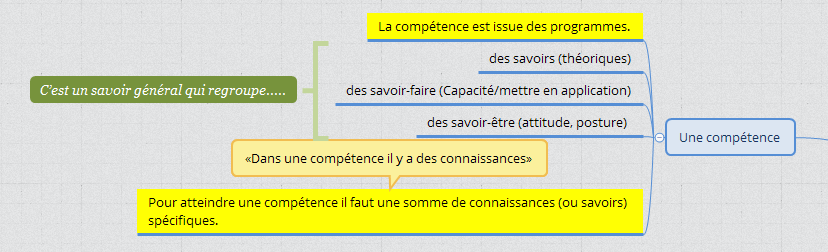 La compétence est issue des programmes.
des savoirs (théoriques)
C'est un savoir général qui regroupe.....
des savoir-faire (Capacité/mettre en application)
des savoir-être (attitude, posture)
Une compétence
«Dans une compétence il y a des connaissances»
Pour atteindre une compétence il faut une somme de connaissances (ou savoirs)
spécifiques.